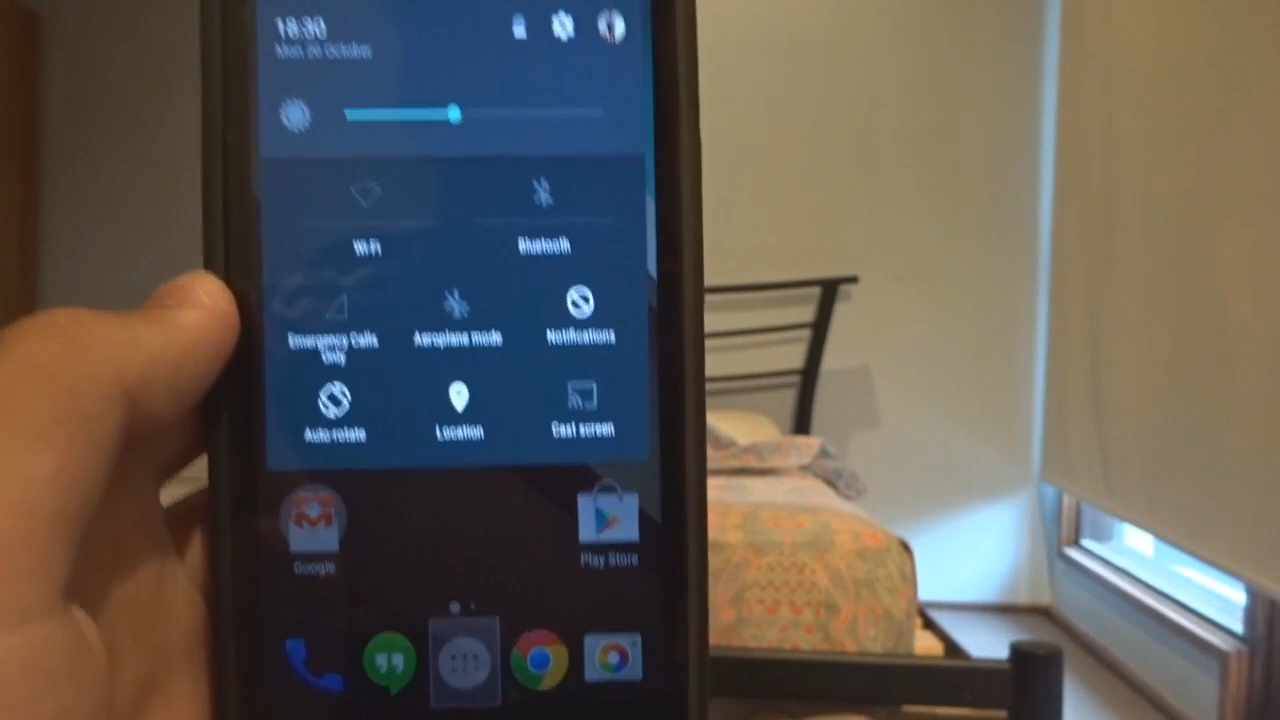 18:30
Mon 26 October
Wi-Fi
Bluetooth
Emergency Calls
Only
Aeroplane mode
Notifications
Auto-rotate
Location
Cast screen
Google
Play Store